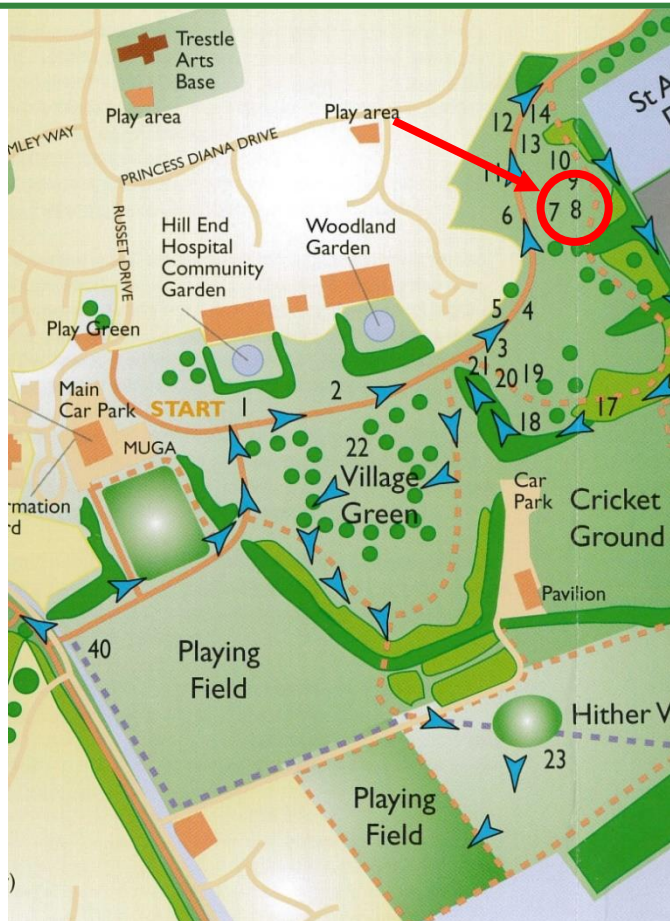 Trestle
Arts
Base
Play area
MLEY WAY
PRINCESS DIANA DRIVE
Play area
St A
12
14
13
10
11
9
7 8
6
RUSSET DRIVE
Hill End
Hospital
Community
Garden
Woodland
Garden
Play Green
5 4
3
21 20 19
18
17
Main
Car Park
START
1
2
MUGA
22
Village
Green
Car
Park
Cricket
Ground
Pavilion
rmation
rd
40
Playing
Field
Hither W
23
Playing
Field
)